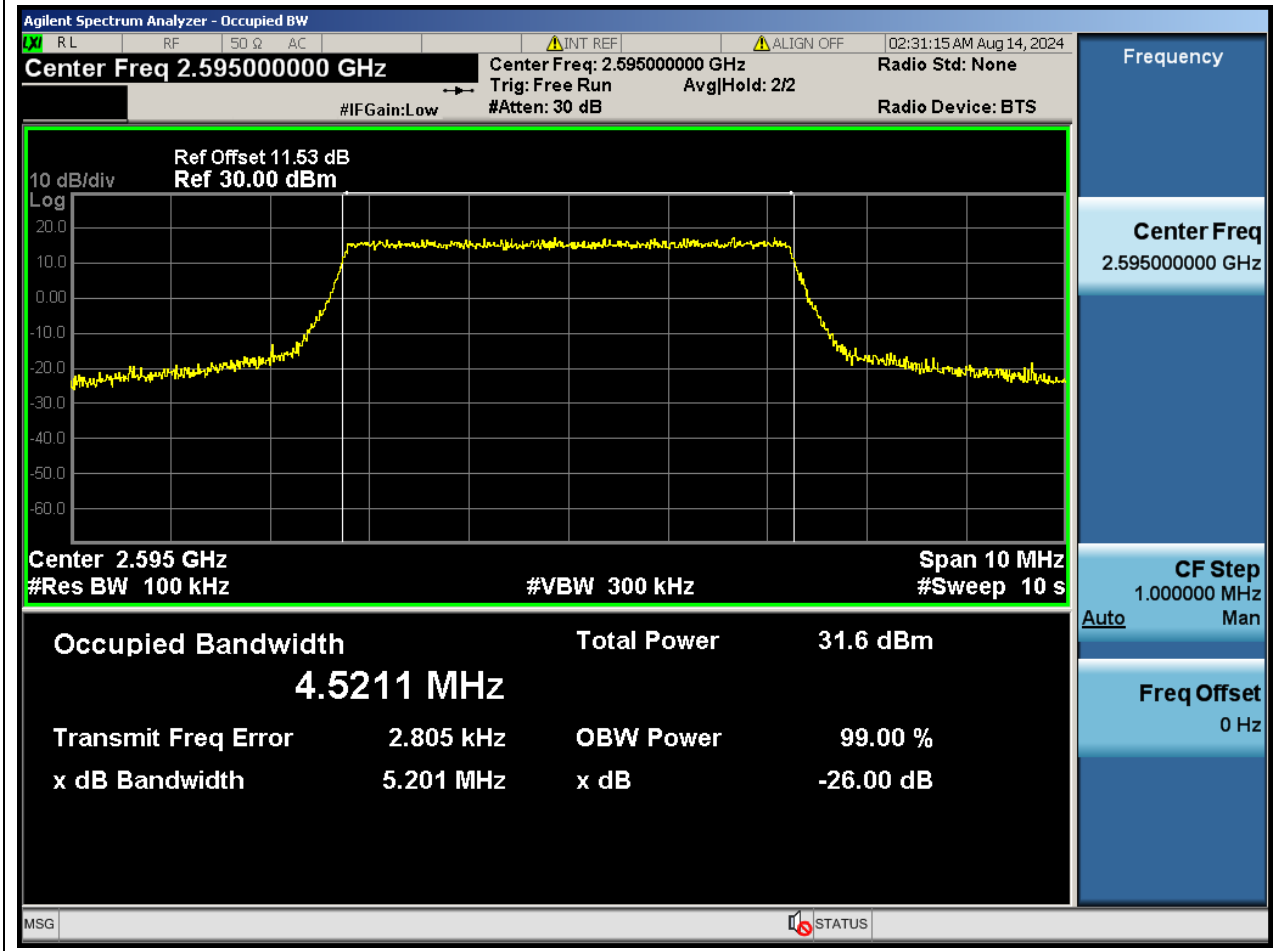 Agilent Spectrum Analyzer - Occupied BW
LXI RL RF 50 Ω AC INT REF ALIGN OFF 02:31:15 AM Aug 14, 2024
Center Freq 2.595000000 GHz
Center Freq: 2.595000000 GHz
Radio Std: None
Trig: Free Run Avg|Hold: 2/2
#IFGain:Low
#Atten: 30 dB
Radio Device: BTS
Ref Offset 11.53 dB
10 dB/div Ref 30.00 dBm
Log
20.0
10.0
0.00
-10.0
-20.0
-30.0
-40.0
-50.0
-60.0
Center 2.595 GHz Span 10 MHz
#Res BW 100 kHz #VBW 300 kHz #Sweep 10 s
Occupied Bandwidth Total Power 31.6 dBm
4.5211 MHz
Transmit Freq Error 2.805 kHz OBW Power 99.00 %
x dB Bandwidth 5.201 MHz x dB -26.00 dB
MSG STATUS
Frequency
Center Freq
2.595000000 GHz
CF Step
1.000000 MHz
Auto Man
Freq Offset
0 Hz